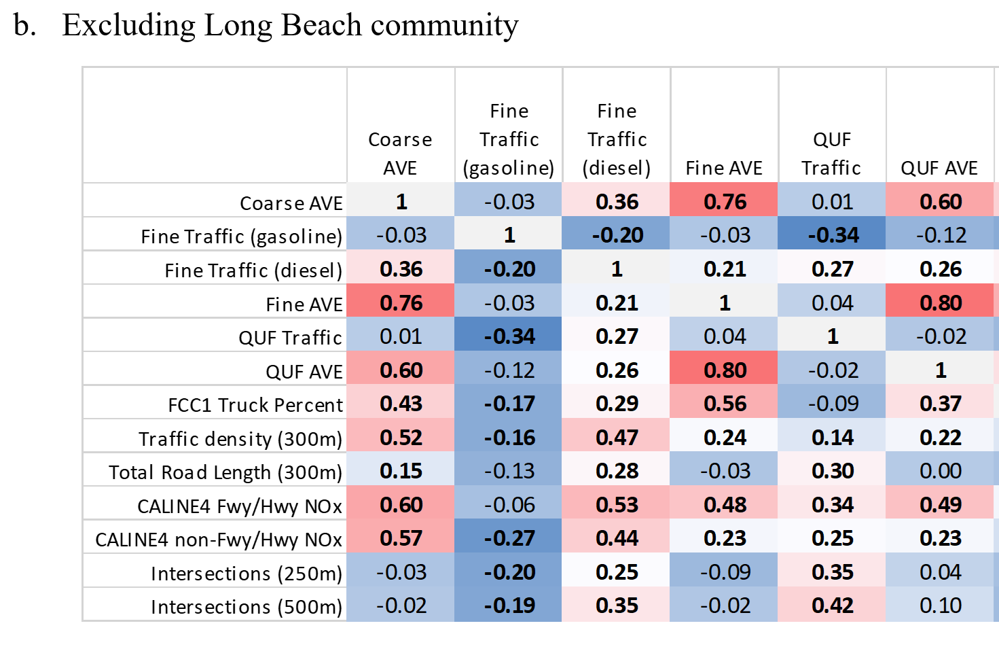 b. Excluding Long Beach community
Coarse AVE Fine Traffic (gasoline) Fine Traffic (diesel) Fine AVE QUF Traffic QUF AVE
Coarse AVE 1 -0.03 0.36 0.76 0.01 0.60
Fine Traffic (gasoline) -0.03 1 -0.20 -0.03 -0.34 -0.12
Fine Traffic (diesel) 0.36 -0.20 1 0.21 0.27 0.26
Fine AVE 0.76 -0.03 0.21 1 0.04 0.80
QUF Traffic 0.01 -0.34 0.27 0.04 1 -0.02
QUF AVE 0.60 -0.12 0.26 0.80 -0.02 1
FCC1 Truck Percent 0.43 -0.17 0.29 0.56 -0.09 0.37
Traffic density (300m) 0.52 -0.16 0.47 0.24 0.14 0.22
Total Road Length (300m) 0.15 -0.13 0.28 -0.03 0.30 0.00
CALINE4 Fwy/Hwy NOx 0.60 -0.06 0.53 0.48 0.34 0.49
CALINE4 non-Fwy/Hwy NOx 0.57 -0.27 0.44 0.23 0.25 0.23
Intersections (250m) -0.03 -0.20 0.25 -0.09 0.35 0.04
Intersections (500m) -0.02 -0.19 0.35 -0.02 0.42 0.10